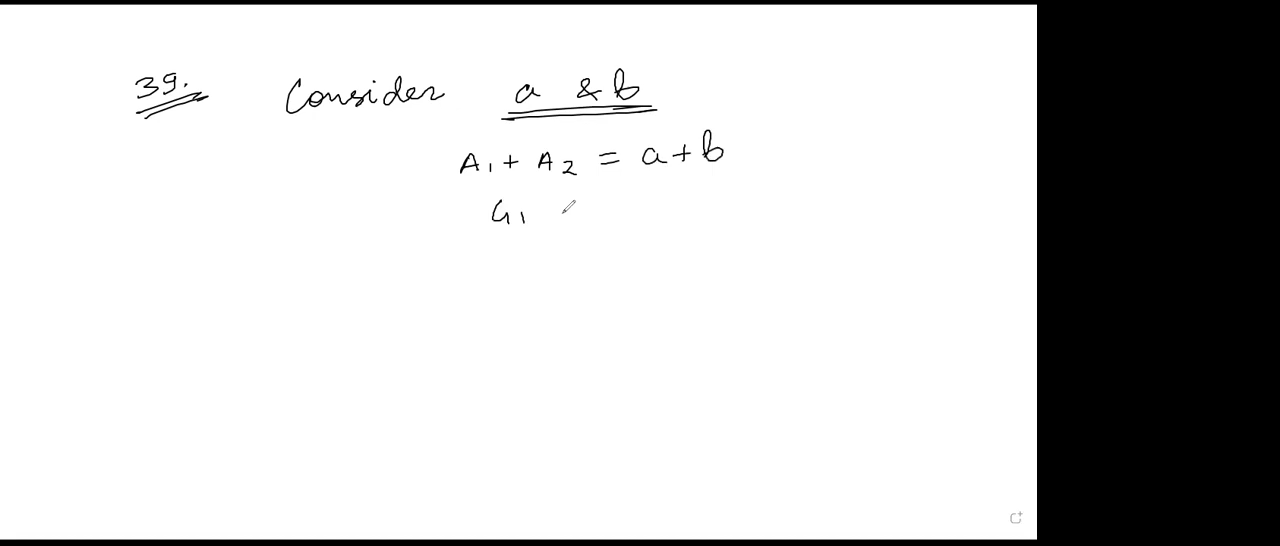 39. Consider a & b
A₁ + A₂ = a + b
G₁